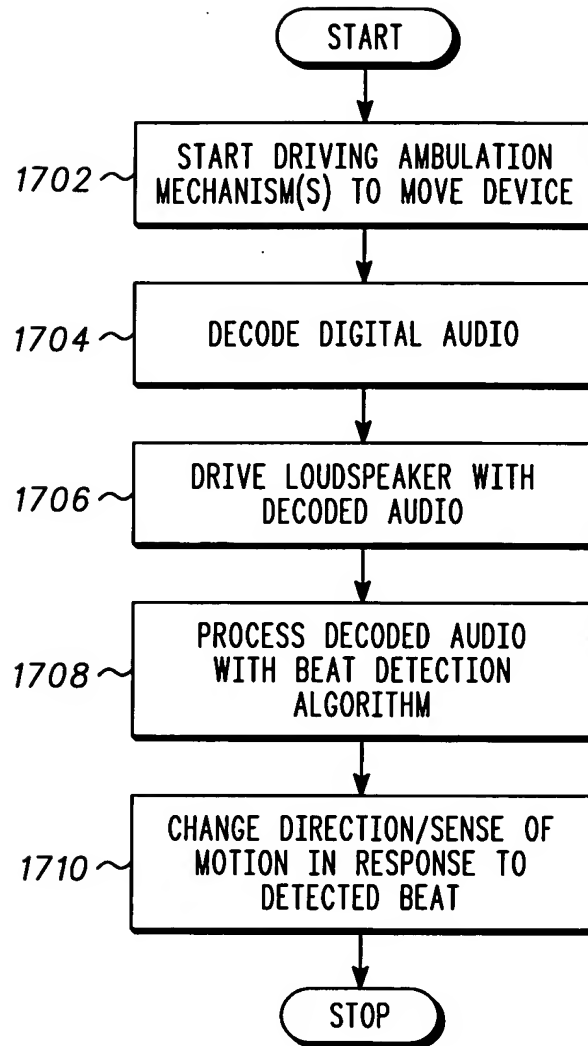 START
1702
START DRIVING AMBULATION
MECHANISM(S) TO MOVE DEVICE
1704
DECODE DIGITAL AUDIO
1706
DRIVE LOUDSPEAKER WITH
DECODED AUDIO
1708
PROCESS DECODED AUDIO
WITH BEAT DETECTION
ALGORITHM
1710
CHANGE DIRECTION/SENSE OF
MOTION IN RESPONSE TO
DETECTED BEAT
STOP